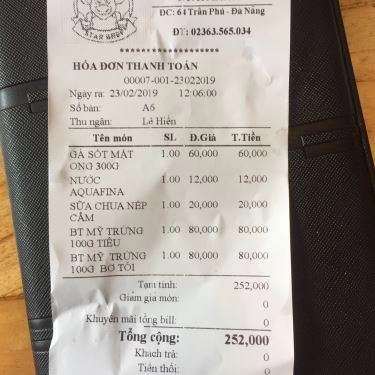 STAR BEEF
ĐC: 64 Trần Phú - Đà Nẵng
ĐT: 02363.565.034
********************
HÓA ĐƠN THANH TOÁN
00007-001-23022019
Ngày ra: 23/02/2019 12:06:00
Số bàn: A6
Thu ngân: Lê Hiền
Tên món SL Đ.Giá T.Tiền
GÀ SỐT MẬT 1.00 60,000 60,000
ONG 300G
NƯỚC 1.00 12,000 12,000
AQUAFINA
SỮA CHUA NẾP 1.00 20,000 20,000
CẨM
BT MỸ TRỨNG 1.00 80,000 80,000
100G TIÊU
BT MỸ TRỨNG 1.00 80,000 80,000
100G BƠ TỎI
Tạm tính: 252,000
Giảm giá món: 0
Khuyến mãi tổng bill: 0
Tổng cộng: 252,000
Khách trả: 0
Tiền thối: 0